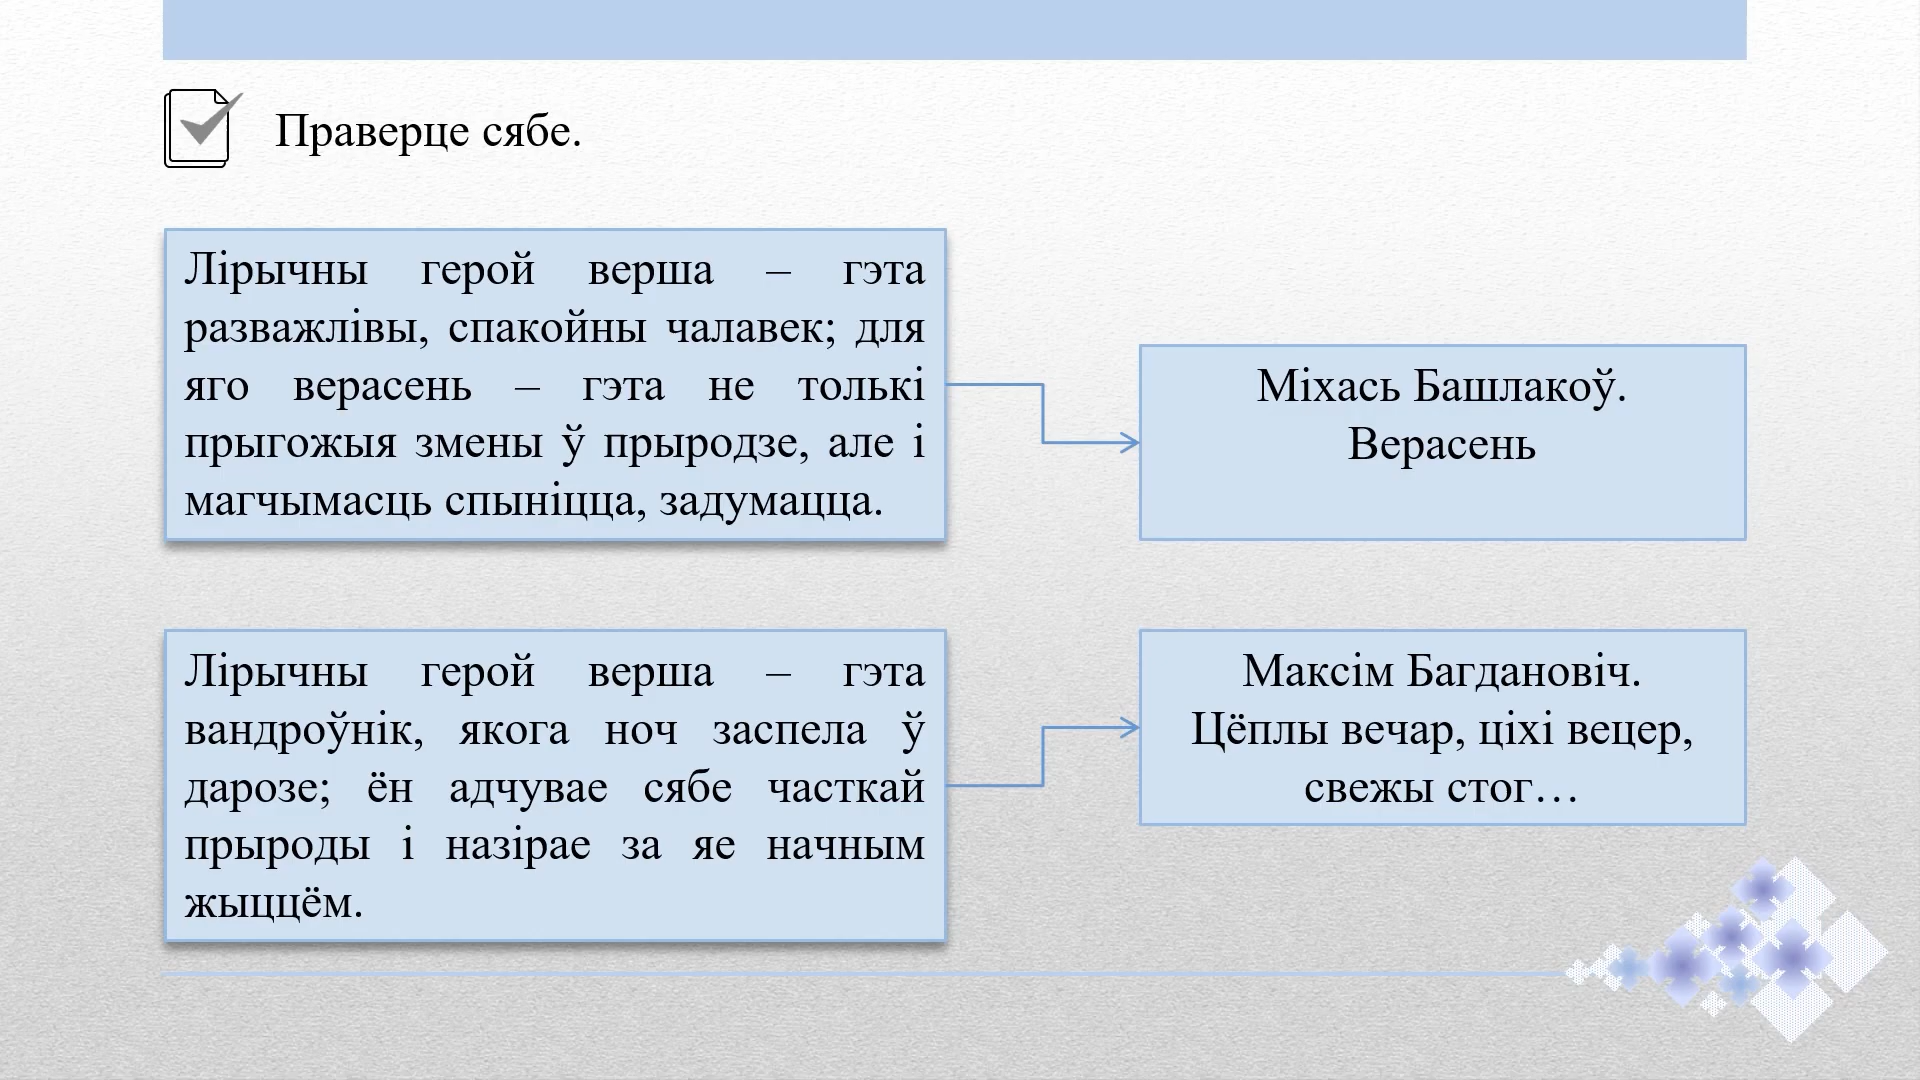 Праверце сябе.
Лірычны герой верша – гэта
разважлівы, спакойны чалавек; для
яго верасень – гэта не толькі
прыгожыя змены ў прыродзе, але і
магчымасць спыніцца, задумацца.
Міхась Башлакоў.
Верасень
Лірычны герой верша – гэта
вандроўнік, якога ноч заспела ў
дарозе; ён адчувае сябе часткай
прыроды і назірае за яе начным
жыццём.
Максім Багдановіч.
Цёплы вечар, ціхі вецер,
свежы стог…